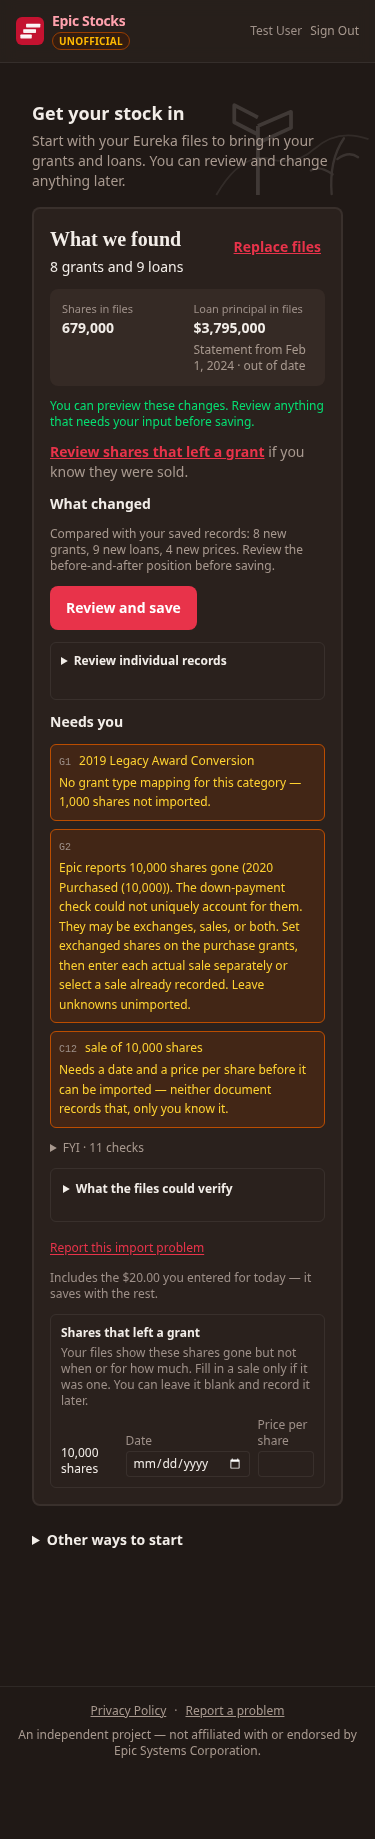 Epic Stocks
UNOFFICIAL
Test User Sign Out
Get your stock in
Start with your Eureka files to bring in your
grants and loans. You can review and change
anything later.
What we found
Replace files
8 grants and 9 loans
Shares in files
679,000
Loan principal in files
$3,795,000
Statement from Feb
1, 2024 · out of date
You can preview these changes. Review anything
that needs your input before saving.
Review shares that left a grant if you
know they were sold.
What changed
Compared with your saved records: 8 new
grants, 9 new loans, 4 new prices. Review the
before-and-after position before saving.
Review and save
▶ Review individual records
Needs you
G1 2019 Legacy Award Conversion
No grant type mapping for this category —
1,000 shares not imported.
G2
Epic reports 10,000 shares gone (2020
Purchased (10,000)). The down-payment
check could not uniquely account for them.
They may be exchanges, sales, or both. Set
exchanged shares on the purchase grants,
then enter each actual sale separately or
select a sale already recorded. Leave
unknowns unimported.
C12 sale of 10,000 shares
Needs a date and a price per share before it
can be imported — neither document
records that, only you know it.
▶ FYI · 11 checks
▶ What the files could verify
Report this import problem
Includes the $20.00 you entered for today — it
saves with the rest.
Shares that left a grant
Your files show these shares gone but not
when or for how much. Fill in a sale only if it
was one. You can leave it blank and record it
later.
10,000
shares
Date
mm/dd/yyyy
Price per
share
▶ Other ways to start
Privacy Policy · Report a problem
An independent project — not affiliated with or endorsed by
Epic Systems Corporation.